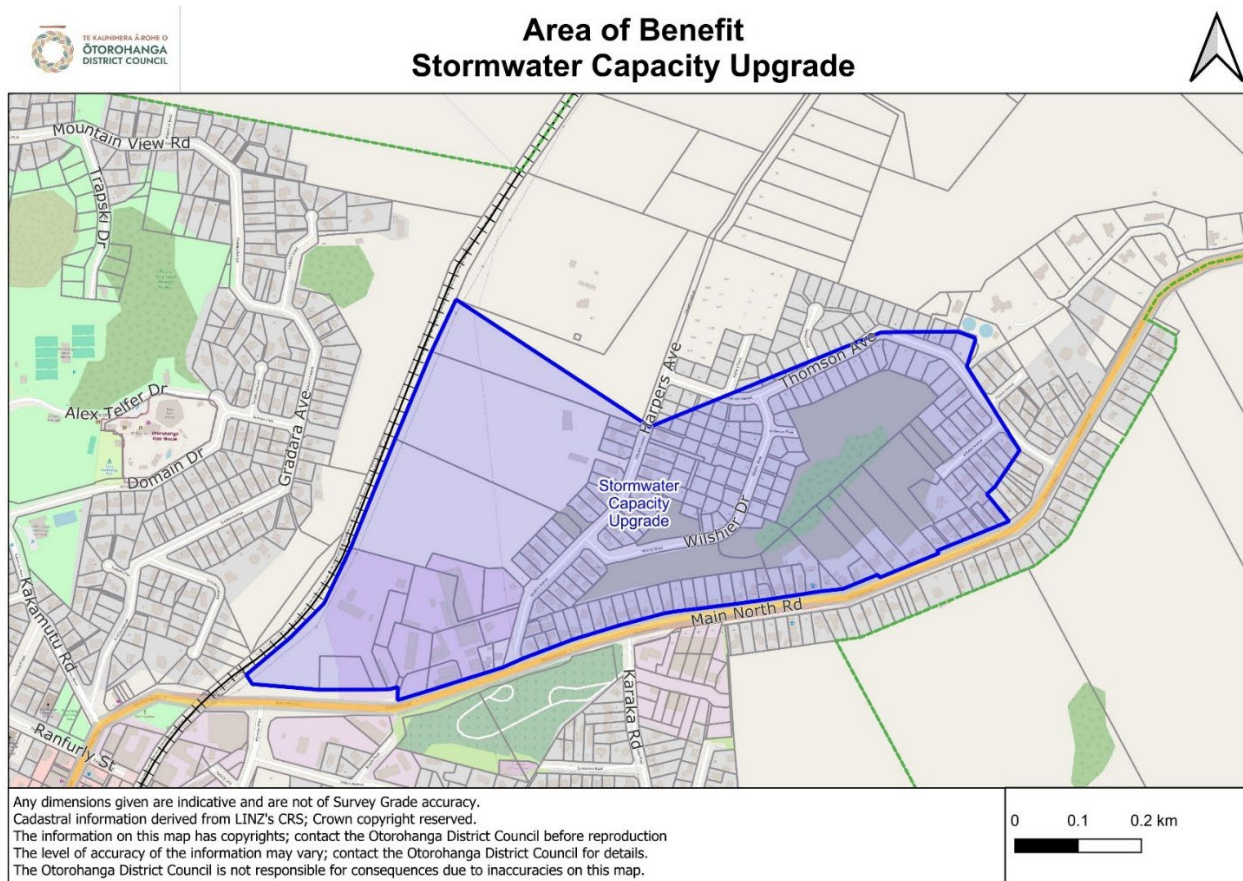 TE KAUNIHERA Ā-ROHE O
ŌTOROHANGA
DISTRICT COUNCIL
Area of Benefit
Stormwater Capacity Upgrade
Mountain View Rd
Trapski Dr
Harpers Ave
Thomson Ave
Alex Telfer Dr
Gradara Ave
Domain Dr
Stormwater
Capacity
Upgrade
Wilshier Dr
Main North Rd
Kakamutu Rd
Karaka Rd
Ranfurly St
Any dimensions given are indicative and are not of Survey Grade accuracy.
Cadastral information derived from LINZ's CRS; Crown copyright reserved.
The information on this map has copyrights; contact the Otorohanga District Council before reproduction
The level of accuracy of the information may vary; contact the Otorohanga District Council for details.
The Otorohanga District Council is not responsible for consequences due to inaccuracies on this map.
0 0.1 0.2 km